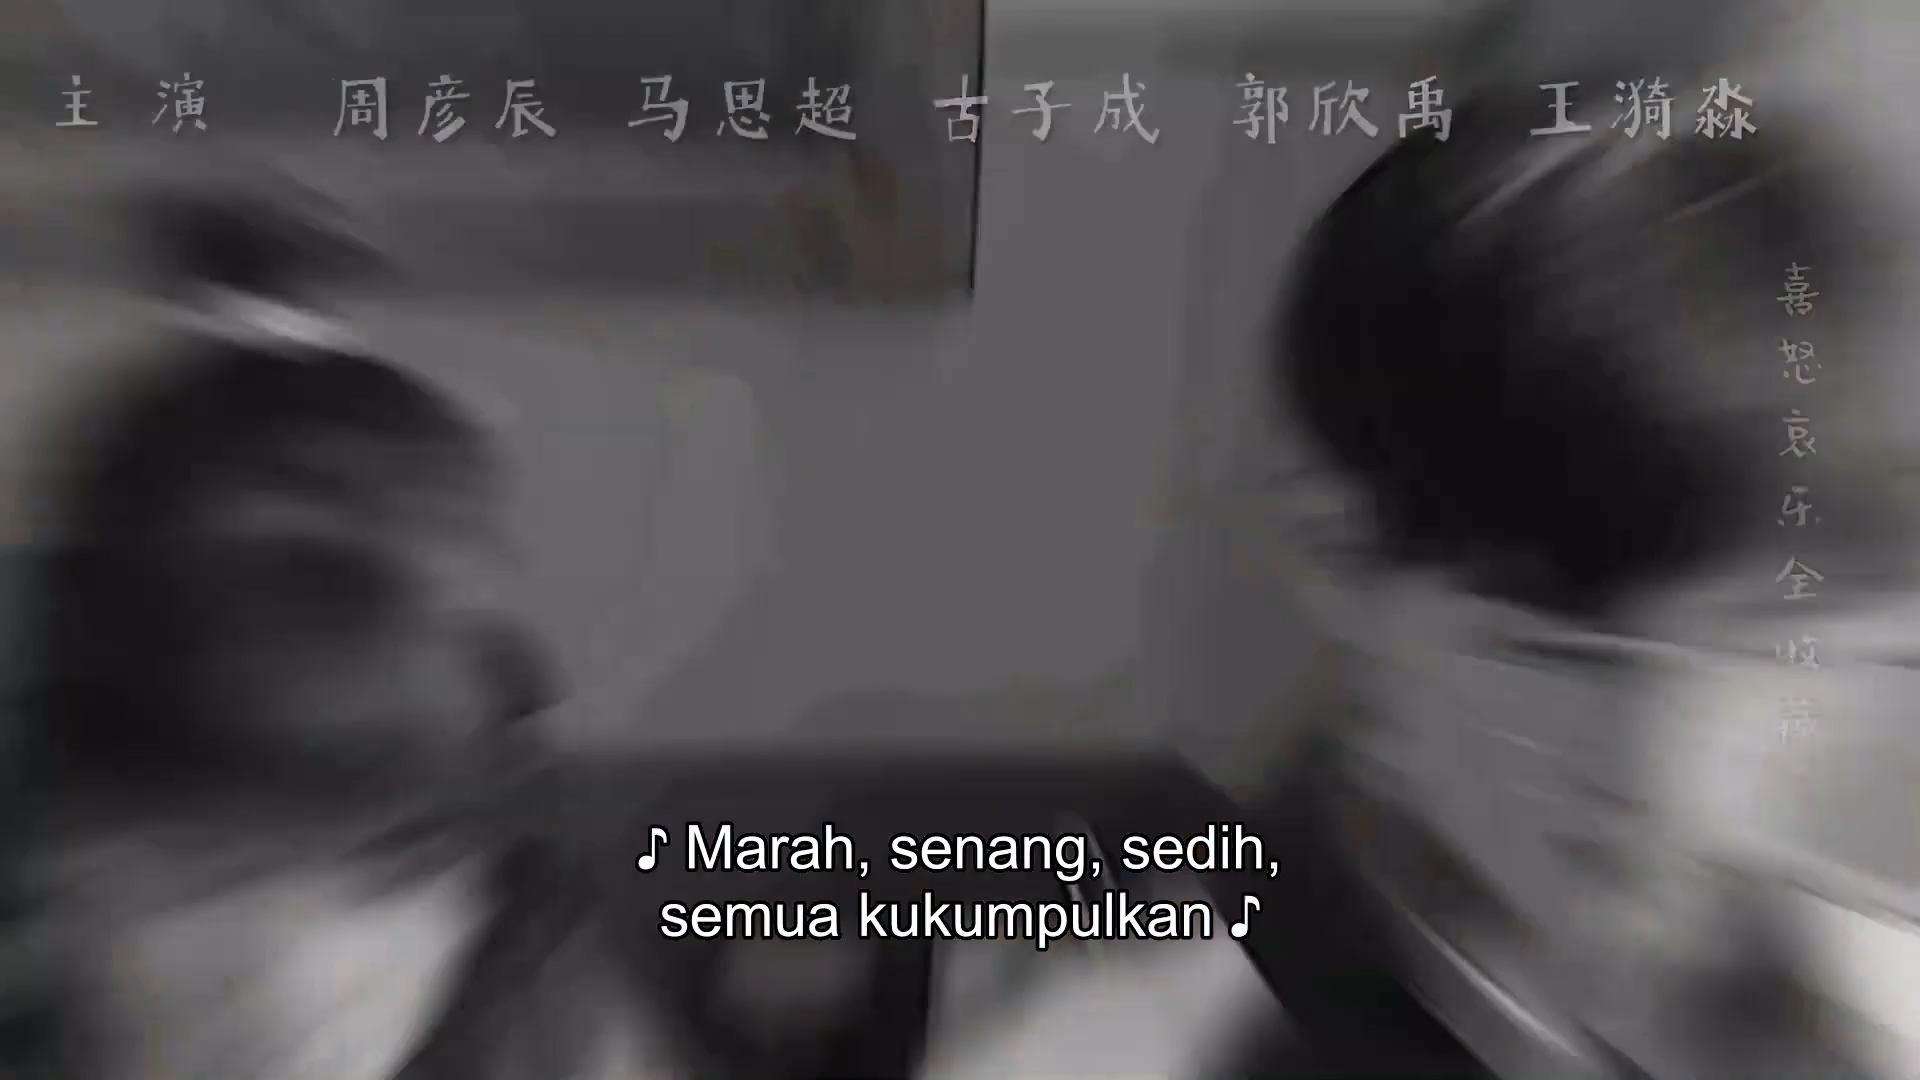 主演 周彦辰 马思超 古子成 郭欣禹 王漪淼
喜怒哀乐全收藏
♪ Marah, senang, sedih,
semua kukumpulkan ♪